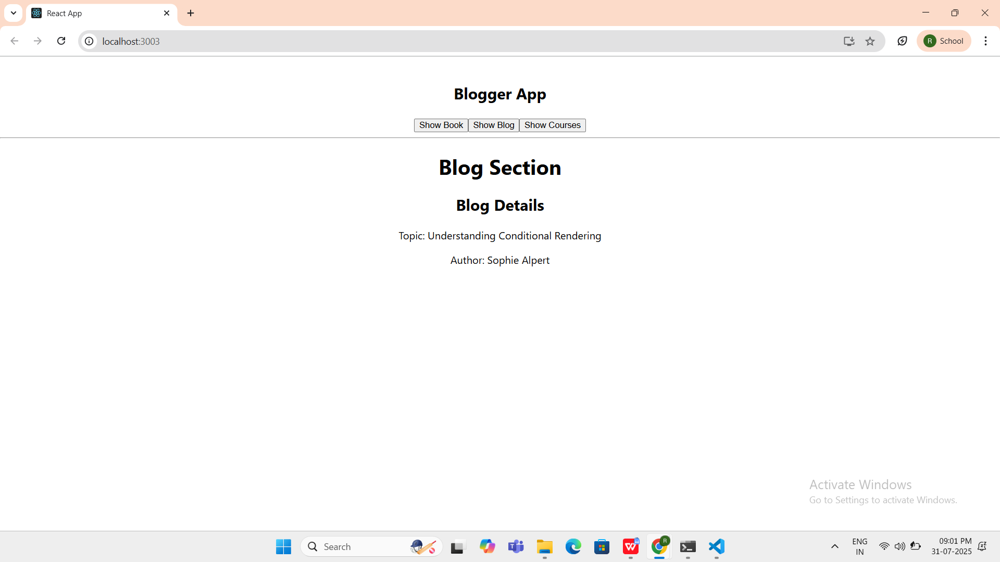 React App
localhost:3003
R School
Blogger App
Show Book Show Blog Show Courses
Blog Section
Blog Details
Topic: Understanding Conditional Rendering
Author: Sophie Alpert
Activate Windows
Go to Settings to activate Windows.
Search
R
ENG
IN
09:01 PM
31-07-2025